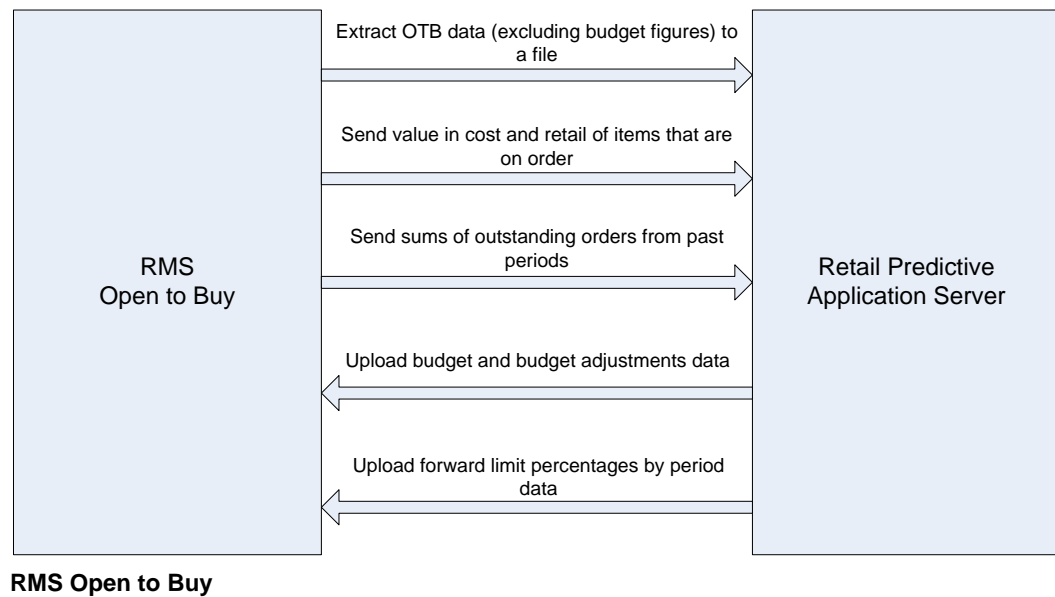 Extract OTB data (excluding budget figures) to
a file
Send value in cost and retail of items that are
on order
Send sums of outstanding orders from past
periods
RMS
Open to Buy
Retail Predictive
Application Server
Upload budget and budget adjustments data
Upload forward limit percentages by period
data
RMS Open to Buy